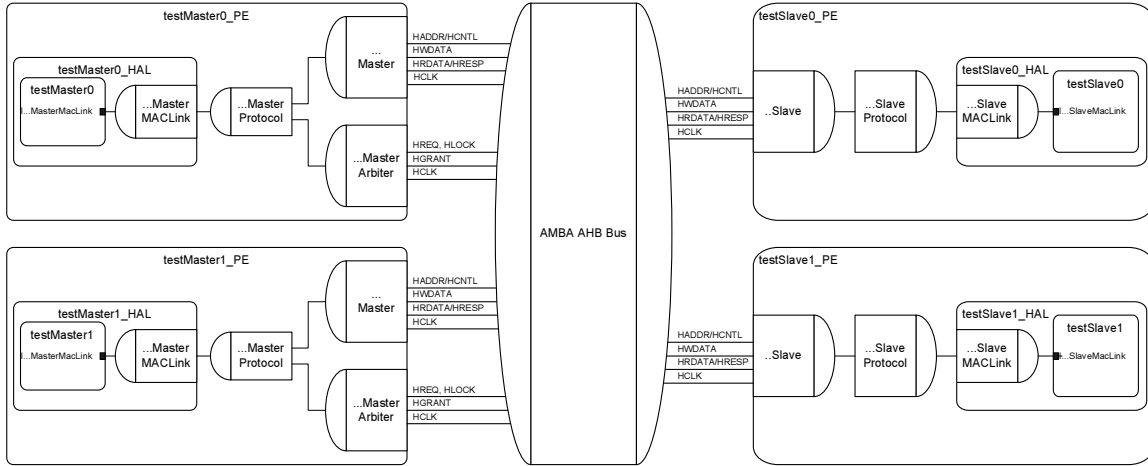 testMaster0_PE
testMaster0_HAL
testMaster0
I...MasterMacLink
...Master
MACLink
...Master
Protocol
...
Master
HADDR/HCNTL
HWDATA
HRDATA/HRESP
HCLK
...Master
Arbiter
HREQ, HLOCK
HGRANT
HCLK
testMaster1_PE
testMaster1_HAL
testMaster1
I...MasterMacLink
...Master
MACLink
...Master
Protocol
...
Master
HADDR/HCNTL
HWDATA
HRDATA/HRESP
HCLK
...Master
Arbiter
HREQ, HLOCK
HGRANT
HCLK
AMBA AHB Bus
testSlave0_PE
HADDR/HCNTL
HWDATA
HRDATA/HRESP
HCLK
..Slave
...Slave
Protocol
testSlave0_HAL
...Slave
MACLink
testSlave0
I...SlaveMacLink
testSlave1_PE
HADDR/HCNTL
HWDATA
HRDATA/HRESP
HCLK
..Slave
...Slave
Protocol
testSlave1_HAL
...Slave
MACLink
testSlave1
...SlaveMacLink